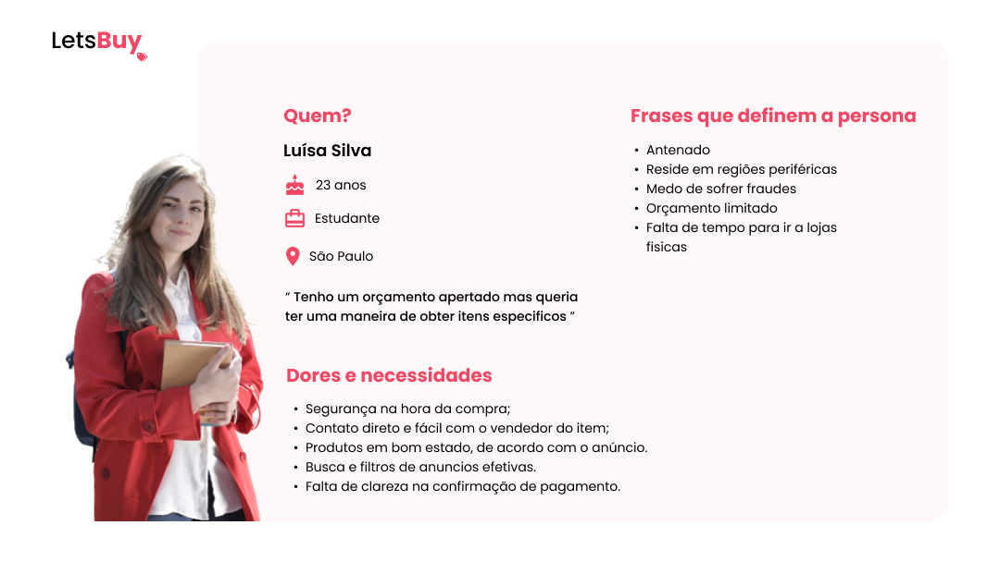 LetsBuy
Quem?
Luísa Silva
23 anos
Estudante
São Paulo
“ Tenho um orçamento apertado mas queria
ter uma maneira de obter itens especificos ”
Frases que definem a persona
• Antenado
• Reside em regiões periféricas
• Medo de sofrer fraudes
• Orçamento limitado
• Falta de tempo para ir a lojas
fisicas
Dores e necessidades
• Segurança na hora da compra;
• Contato direto e fácil com o vendedor do item;
• Produtos em bom estado, de acordo com o anúncio.
• Busca e filtros de anuncios efetivas.
• Falta de clareza na confirmação de pagamento.